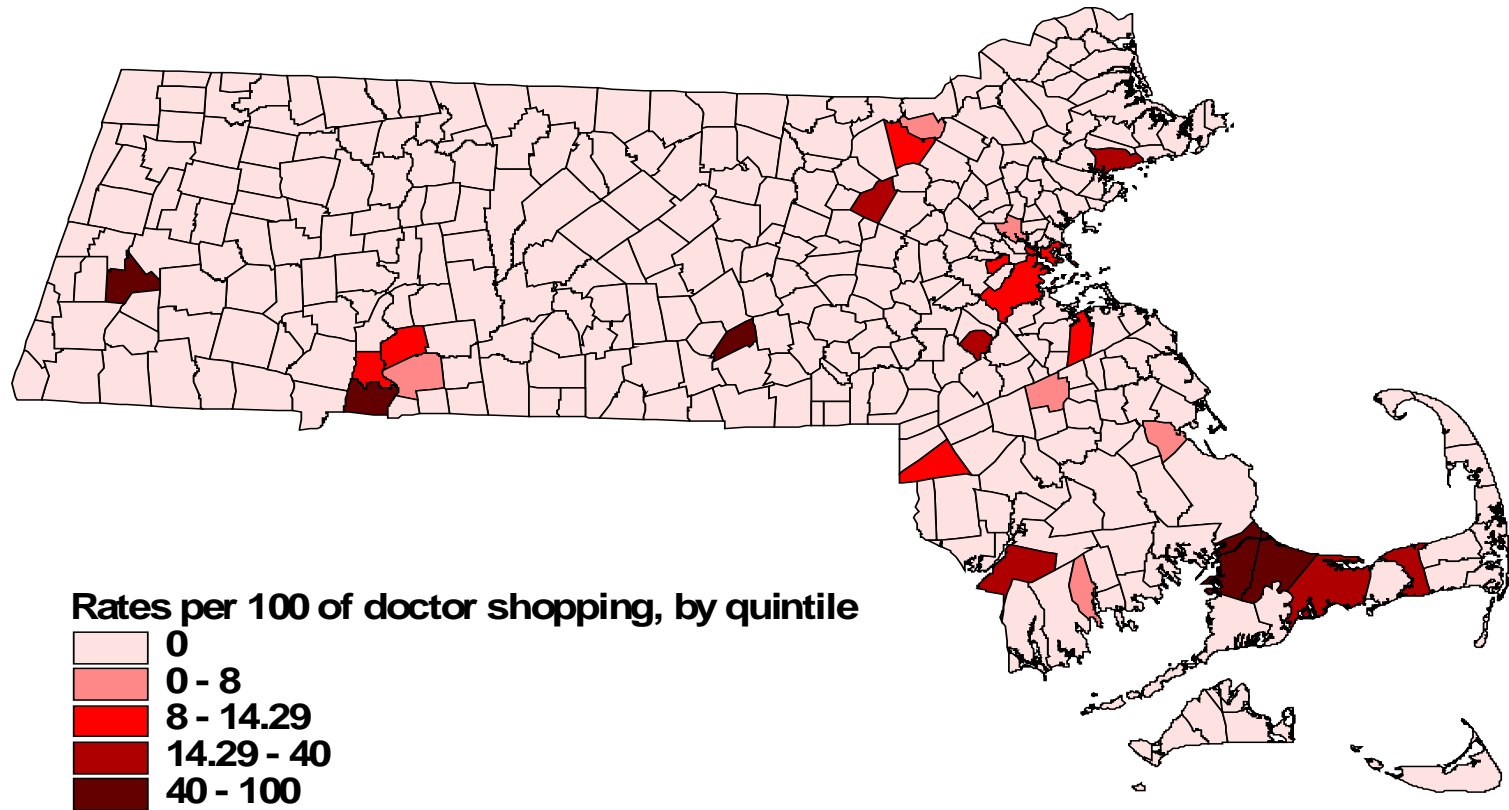 Rates per 100 of doctor shopping, by quintile
0
0 - 8
8 - 14.29
14.29 - 40
40 - 100